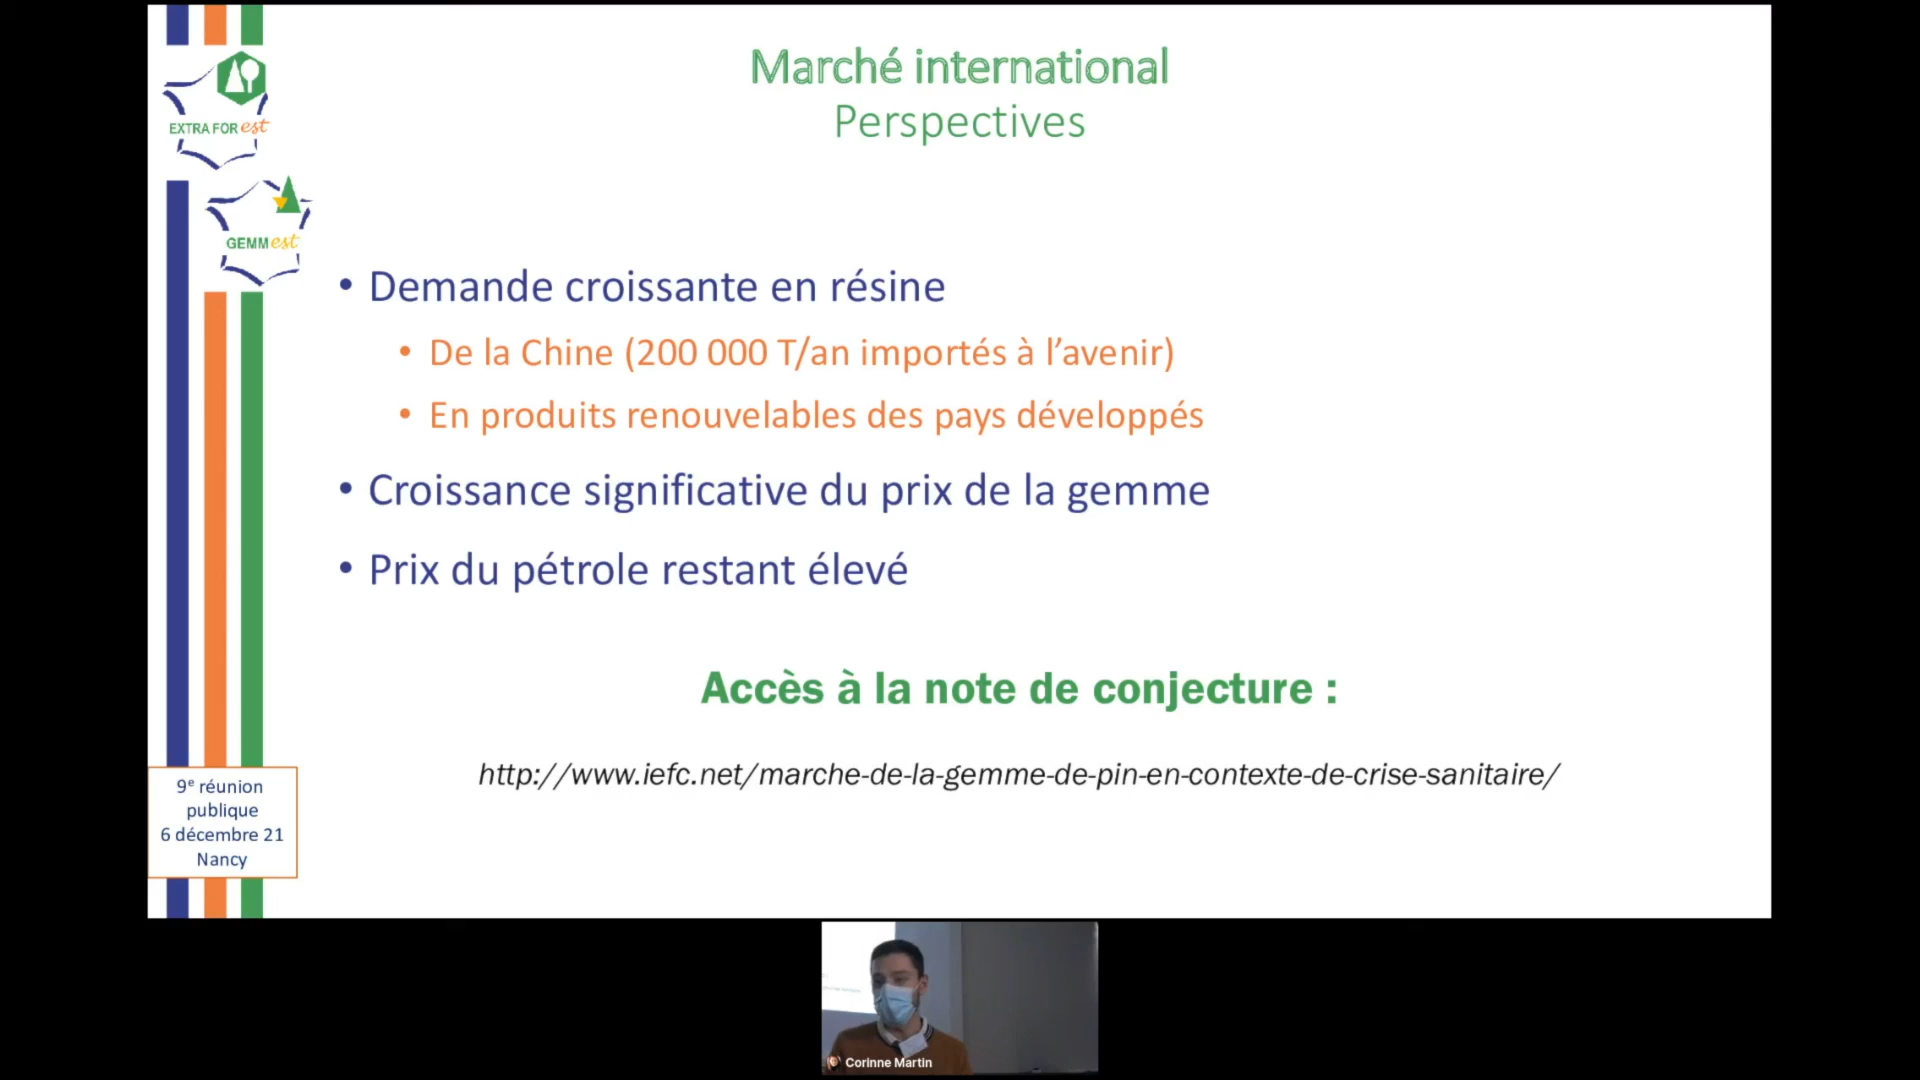 Marché international
Perspectives
EXTRA FOR est
GEMM est
• Demande croissante en résine
• De la Chine (200 000 T/an importés à l’avenir)
• En produits renouvelables des pays développés
• Croissance significative du prix de la gemme
• Prix du pétrole restant élevé
Accès à la note de conjecture :
http://www.iefc.net/marche-de-la-gemme-de-pin-en-contexte-de-crise-sanitaire/
9e réunion
publique
6 décembre 21
Nancy
Corinne Martin